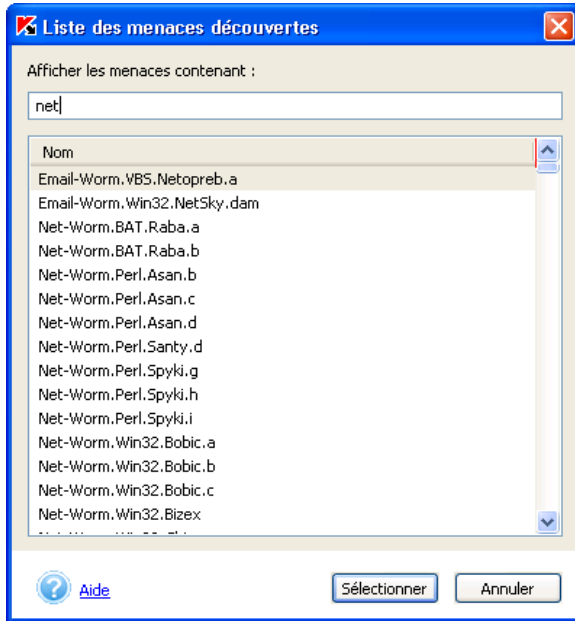 Liste des menaces découvertes
Afficher les menaces contenant :
net
Nom
Email-Worm.VBS.Netopreb.a
Email-Worm.Win32.NetSky.dam
Net-Worm.BAT.Raba.a
Net-Worm.BAT.Raba.b
Net-Worm.Perl.Asan.b
Net-Worm.Perl.Asan.c
Net-Worm.Perl.Asan.d
Net-Worm.Perl.Santy.d
Net-Worm.Perl.Spyki.g
Net-Worm.Perl.Spyki.h
Net-Worm.Perl.Spyki.i
Net-Worm.Win32.Bobic.a
Net-Worm.Win32.Bobic.b
Net-Worm.Win32.Bobic.c
Net-Worm.Win32.Bizex
Aide
Sélectionner
Annuler